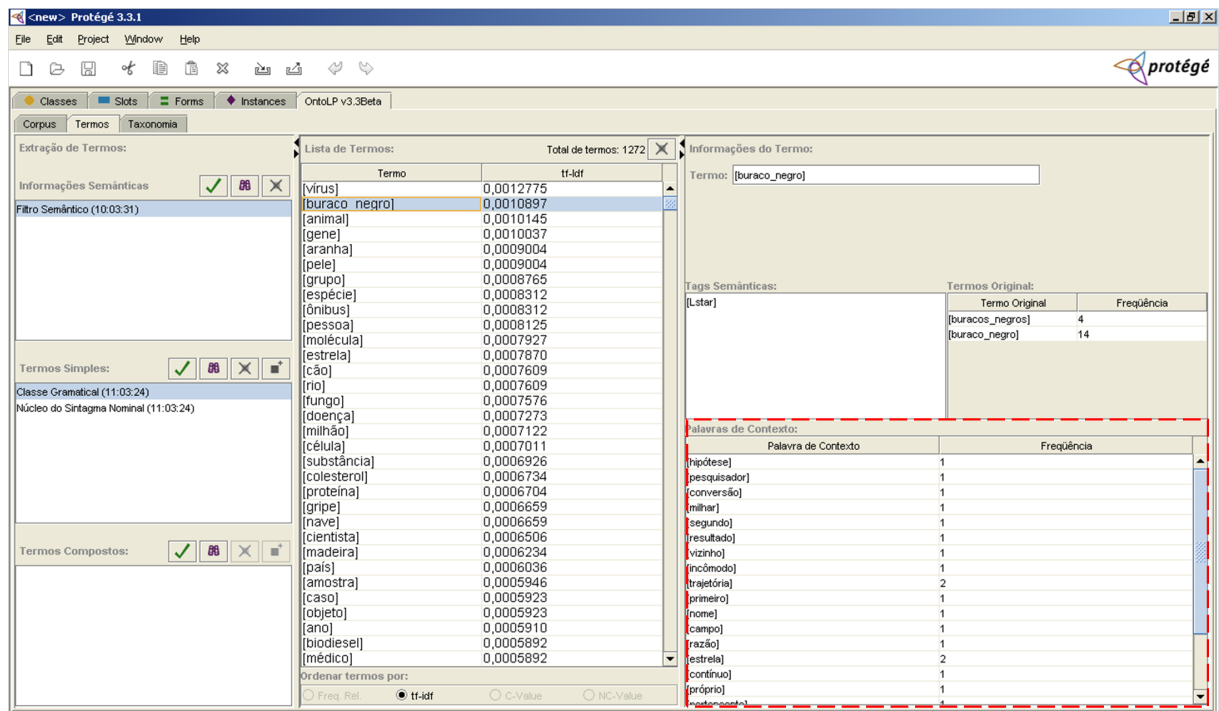 <new> Protégé 3.3.1
File Edit Project Window Help
protégé
Classes Slots Forms Instances OntoLP v3.3Beta
Corpus Termos Taxonomia
Extração de Termos:
Informações Semânticas
Filtro Semântico (10:03:31)
Termos Simples:
Classe Gramatical (11:03:24)
Núcleo do Sintagma Nominal (11:03:24)
Termos Compostos:
Lista de Termos: Total de termos: 1272
Termo tf-idf
[vírus] 0,0012775
[buraco_negro] 0,0010897
[animal] 0,0010145
[gene] 0,0010037
[aranha] 0,0009004
[pele] 0,0009004
[grupo] 0,0008765
[espécie] 0,0008312
[ônibus] 0,0008312
[pessoa] 0,0008125
[molécula] 0,0007927
[estrela] 0,0007870
[cão] 0,0007609
[rio] 0,0007609
[fungo] 0,0007576
[doença] 0,0007273
[milhão] 0,0007122
[célula] 0,0007011
[substância] 0,0006926
[colesterol] 0,0006734
[proteína] 0,0006704
[gripe] 0,0006659
[nave] 0,0006659
[cientista] 0,0006506
[madeira] 0,0006234
[país] 0,0006036
[amostra] 0,0005946
[caso] 0,0005923
[objeto] 0,0005923
[ano] 0,0005910
[biodiesel] 0,0005892
[médico] 0,0005892
Ordenar termos por:
Freq. Rel. tf-idf C-Value NC-Value
Informações do Termo:
Termo: [buraco_negro]
Tags Semânticas:
[Lstar]
Termos Original:
Termo Original Freqüência
[buracos_negros] 4
[buraco_negro] 14
Palavras de Contexto:
Palavra de Contexto Freqüência
[hipótese] 1
[pesquisador] 1
[conversão] 1
[milhar] 1
[segundo] 1
[resultado] 1
[vizinho] 1
[incômodo] 1
[trajetória] 2
[primeiro] 1
[nome] 1
[campo] 1
[razão] 1
[estrela] 2
[contínuo] 1
[próprio] 1